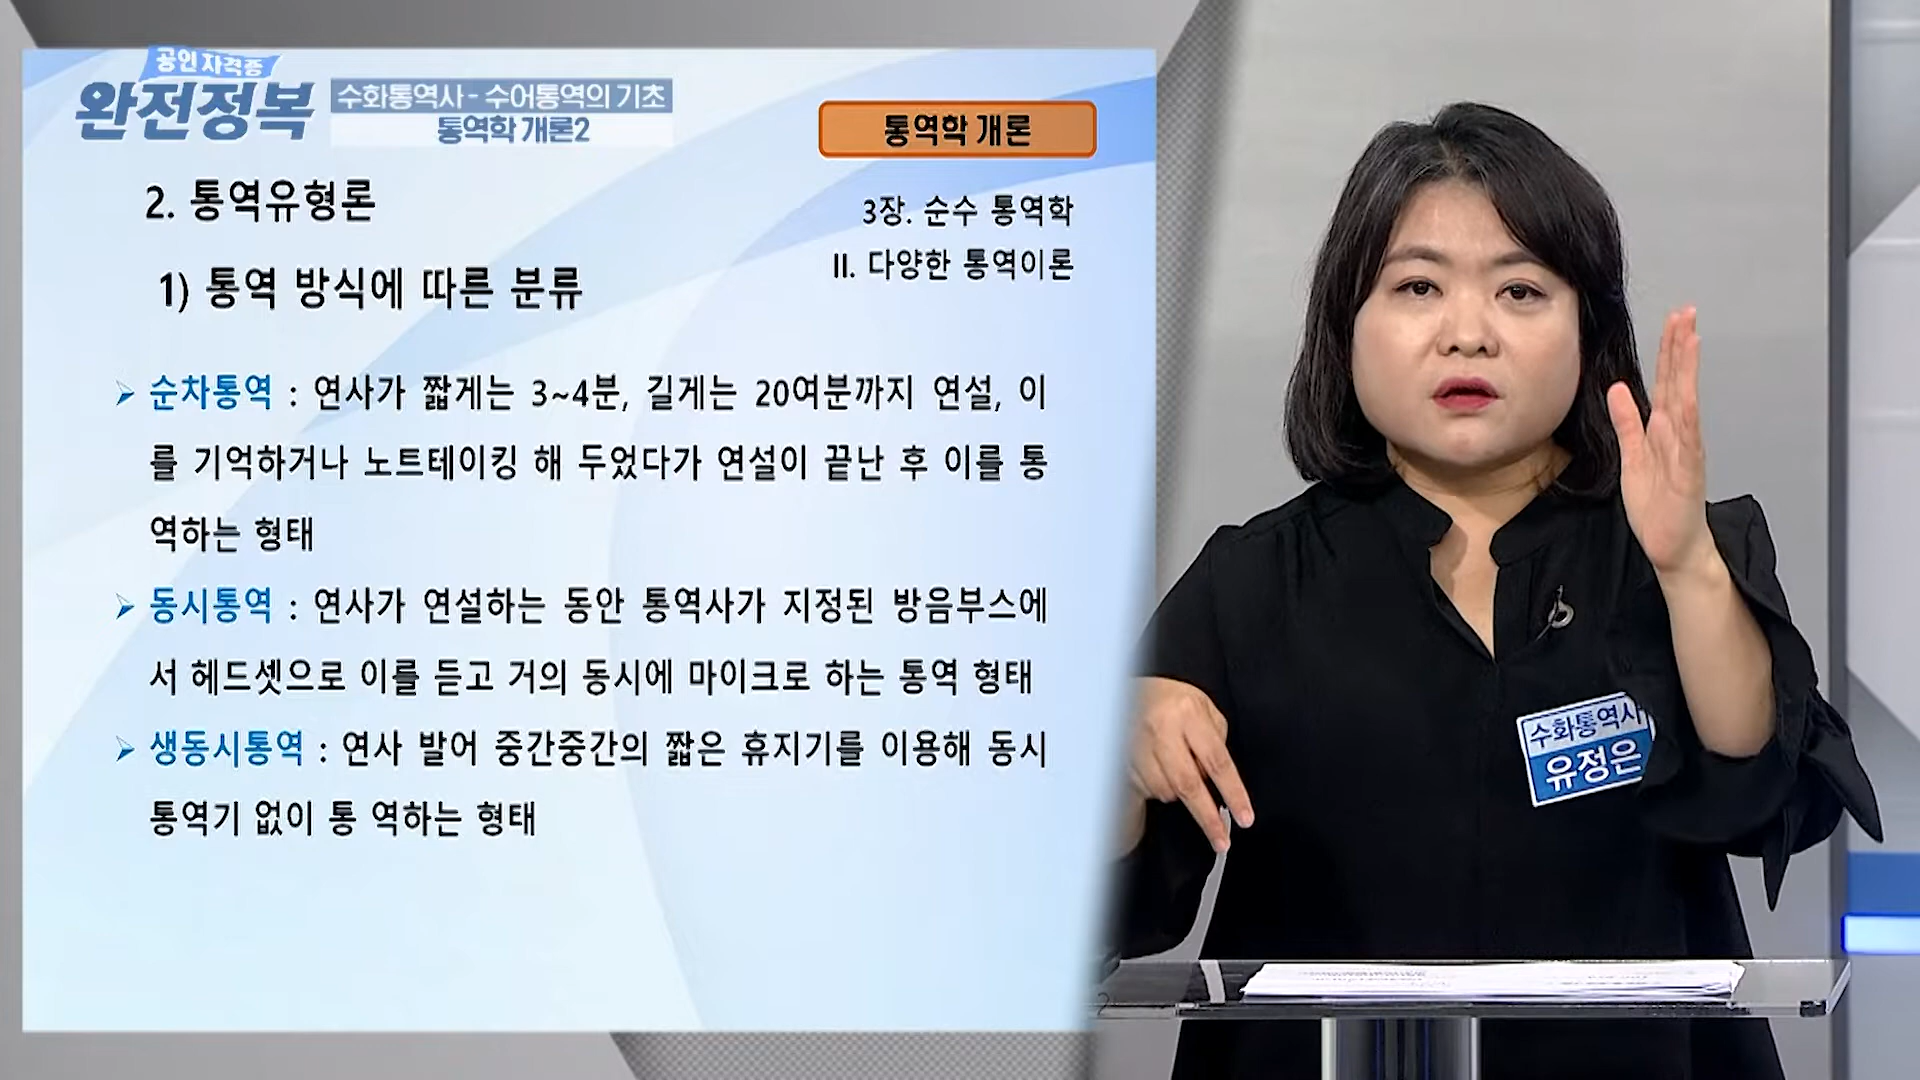 공인 자격증
완전정복
수화통역사 - 수어통역의 기초
통역학 개론2
통역학 개론
3장. 순수 통역학
II. 다양한 통역이론
2. 통역유형론
1) 통역 방식에 따른 분류
➢ 순차통역 : 연사가 짧게는 3~4분, 길게는 20여분까지 연설, 이
를 기억하거나 노트테이킹 해 두었다가 연설이 끝난 후 이를 통
역하는 형태
➢ 동시통역 : 연사가 연설하는 동안 통역사가 지정된 방음부스에
서 헤드셋으로 이를 듣고 거의 동시에 마이크로 하는 통역 형태
➢ 생동시통역 : 연사 발어 중간중간의 짧은 휴지기를 이용해 동시
통역기 없이 통 역하는 형태
수화통역사
유정은